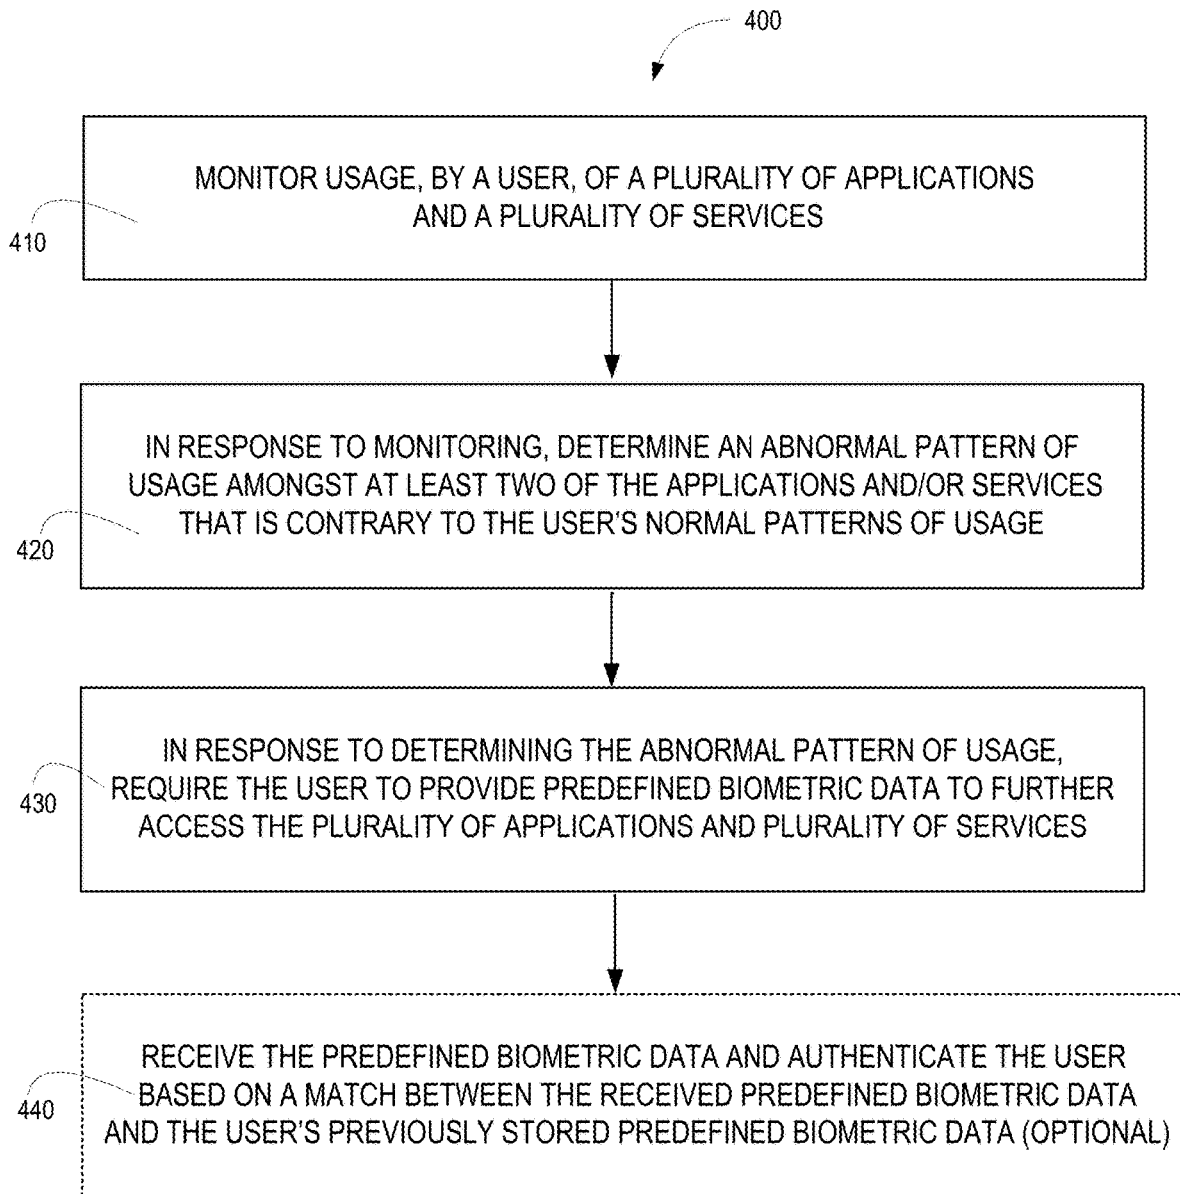 400
MONITOR USAGE, BY A USER, OF A PLURALITY OF APPLICATIONS
AND A PLURALITY OF SERVICES
410
IN RESPONSE TO MONITORING, DETERMINE AN ABNORMAL PATTERN OF
USAGE AMONGST AT LEAST TWO OF THE APPLICATIONS AND/OR SERVICES
THAT IS CONTRARY TO THE USER'S NORMAL PATTERNS OF USAGE
420
IN RESPONSE TO DETERMINING THE ABNORMAL PATTERN OF USAGE,
REQUIRE THE USER TO PROVIDE PREDEFINED BIOMETRIC DATA TO FURTHER
ACCESS THE PLURALITY OF APPLICATIONS AND PLURALITY OF SERVICES
430
RECEIVE THE PREDEFINED BIOMETRIC DATA AND AUTHENTICATE THE USER
BASED ON A MATCH BETWEEN THE RECEIVED PREDEFINED BIOMETRIC DATA
AND THE USER'S PREVIOUSLY STORED PREDEFINED BIOMETRIC DATA (OPTIONAL)
440